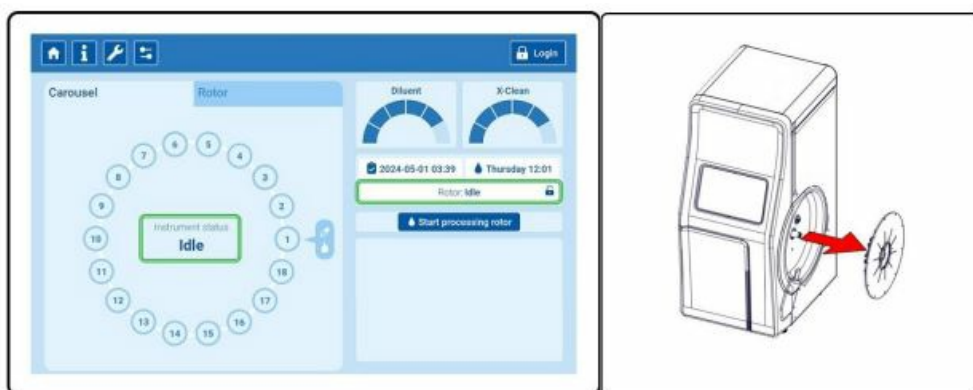 Login
Carousel
Rotor
Diluent
X-Clean
2024-05-01 03:39
Thursday 12:01
Rotor: Idle
Start processing rotor
Instrument status
Idle
1
2
3
4
5
6
7
8
9
10
11
12
13
14
15
16
17
18